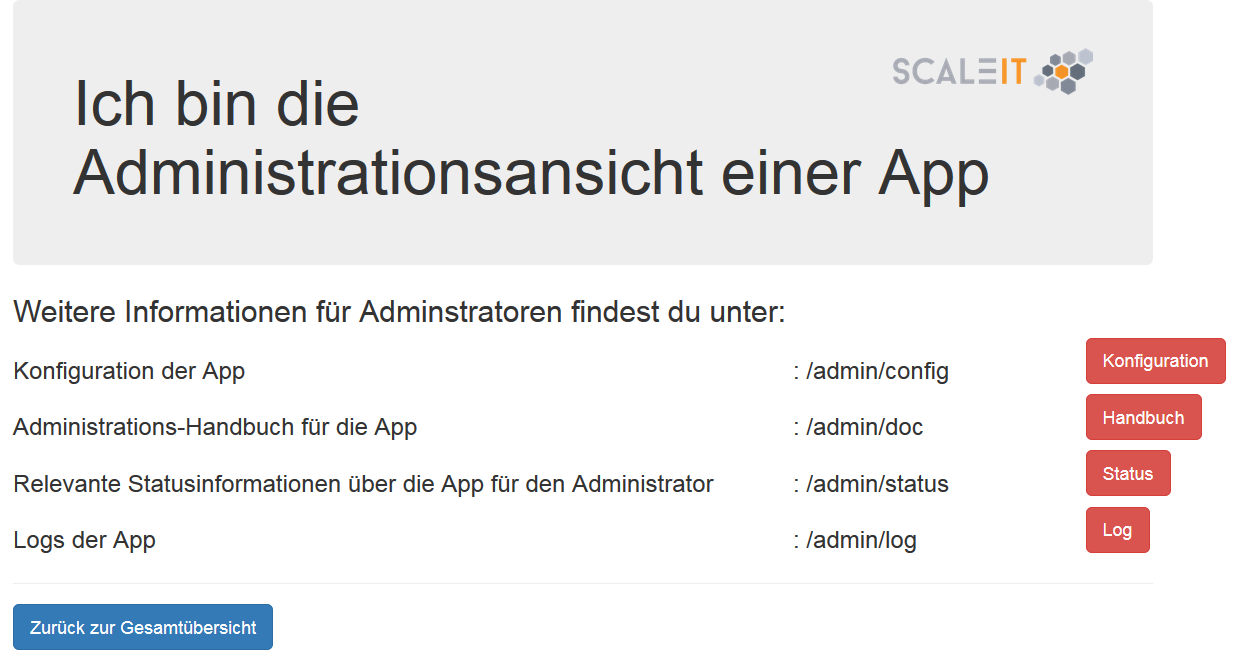 SCALEIT
Ich bin die
Administrationsansicht einer App
Weitere Informationen für Adminstratoren findest du unter:
Konfiguration der App : /admin/config Konfiguration
Administrations-Handbuch für die App : /admin/doc Handbuch
Relevante Statusinformationen über die App für den Administrator : /admin/status Status
Logs der App : /admin/log Log
Zurück zur Gesamtübersicht